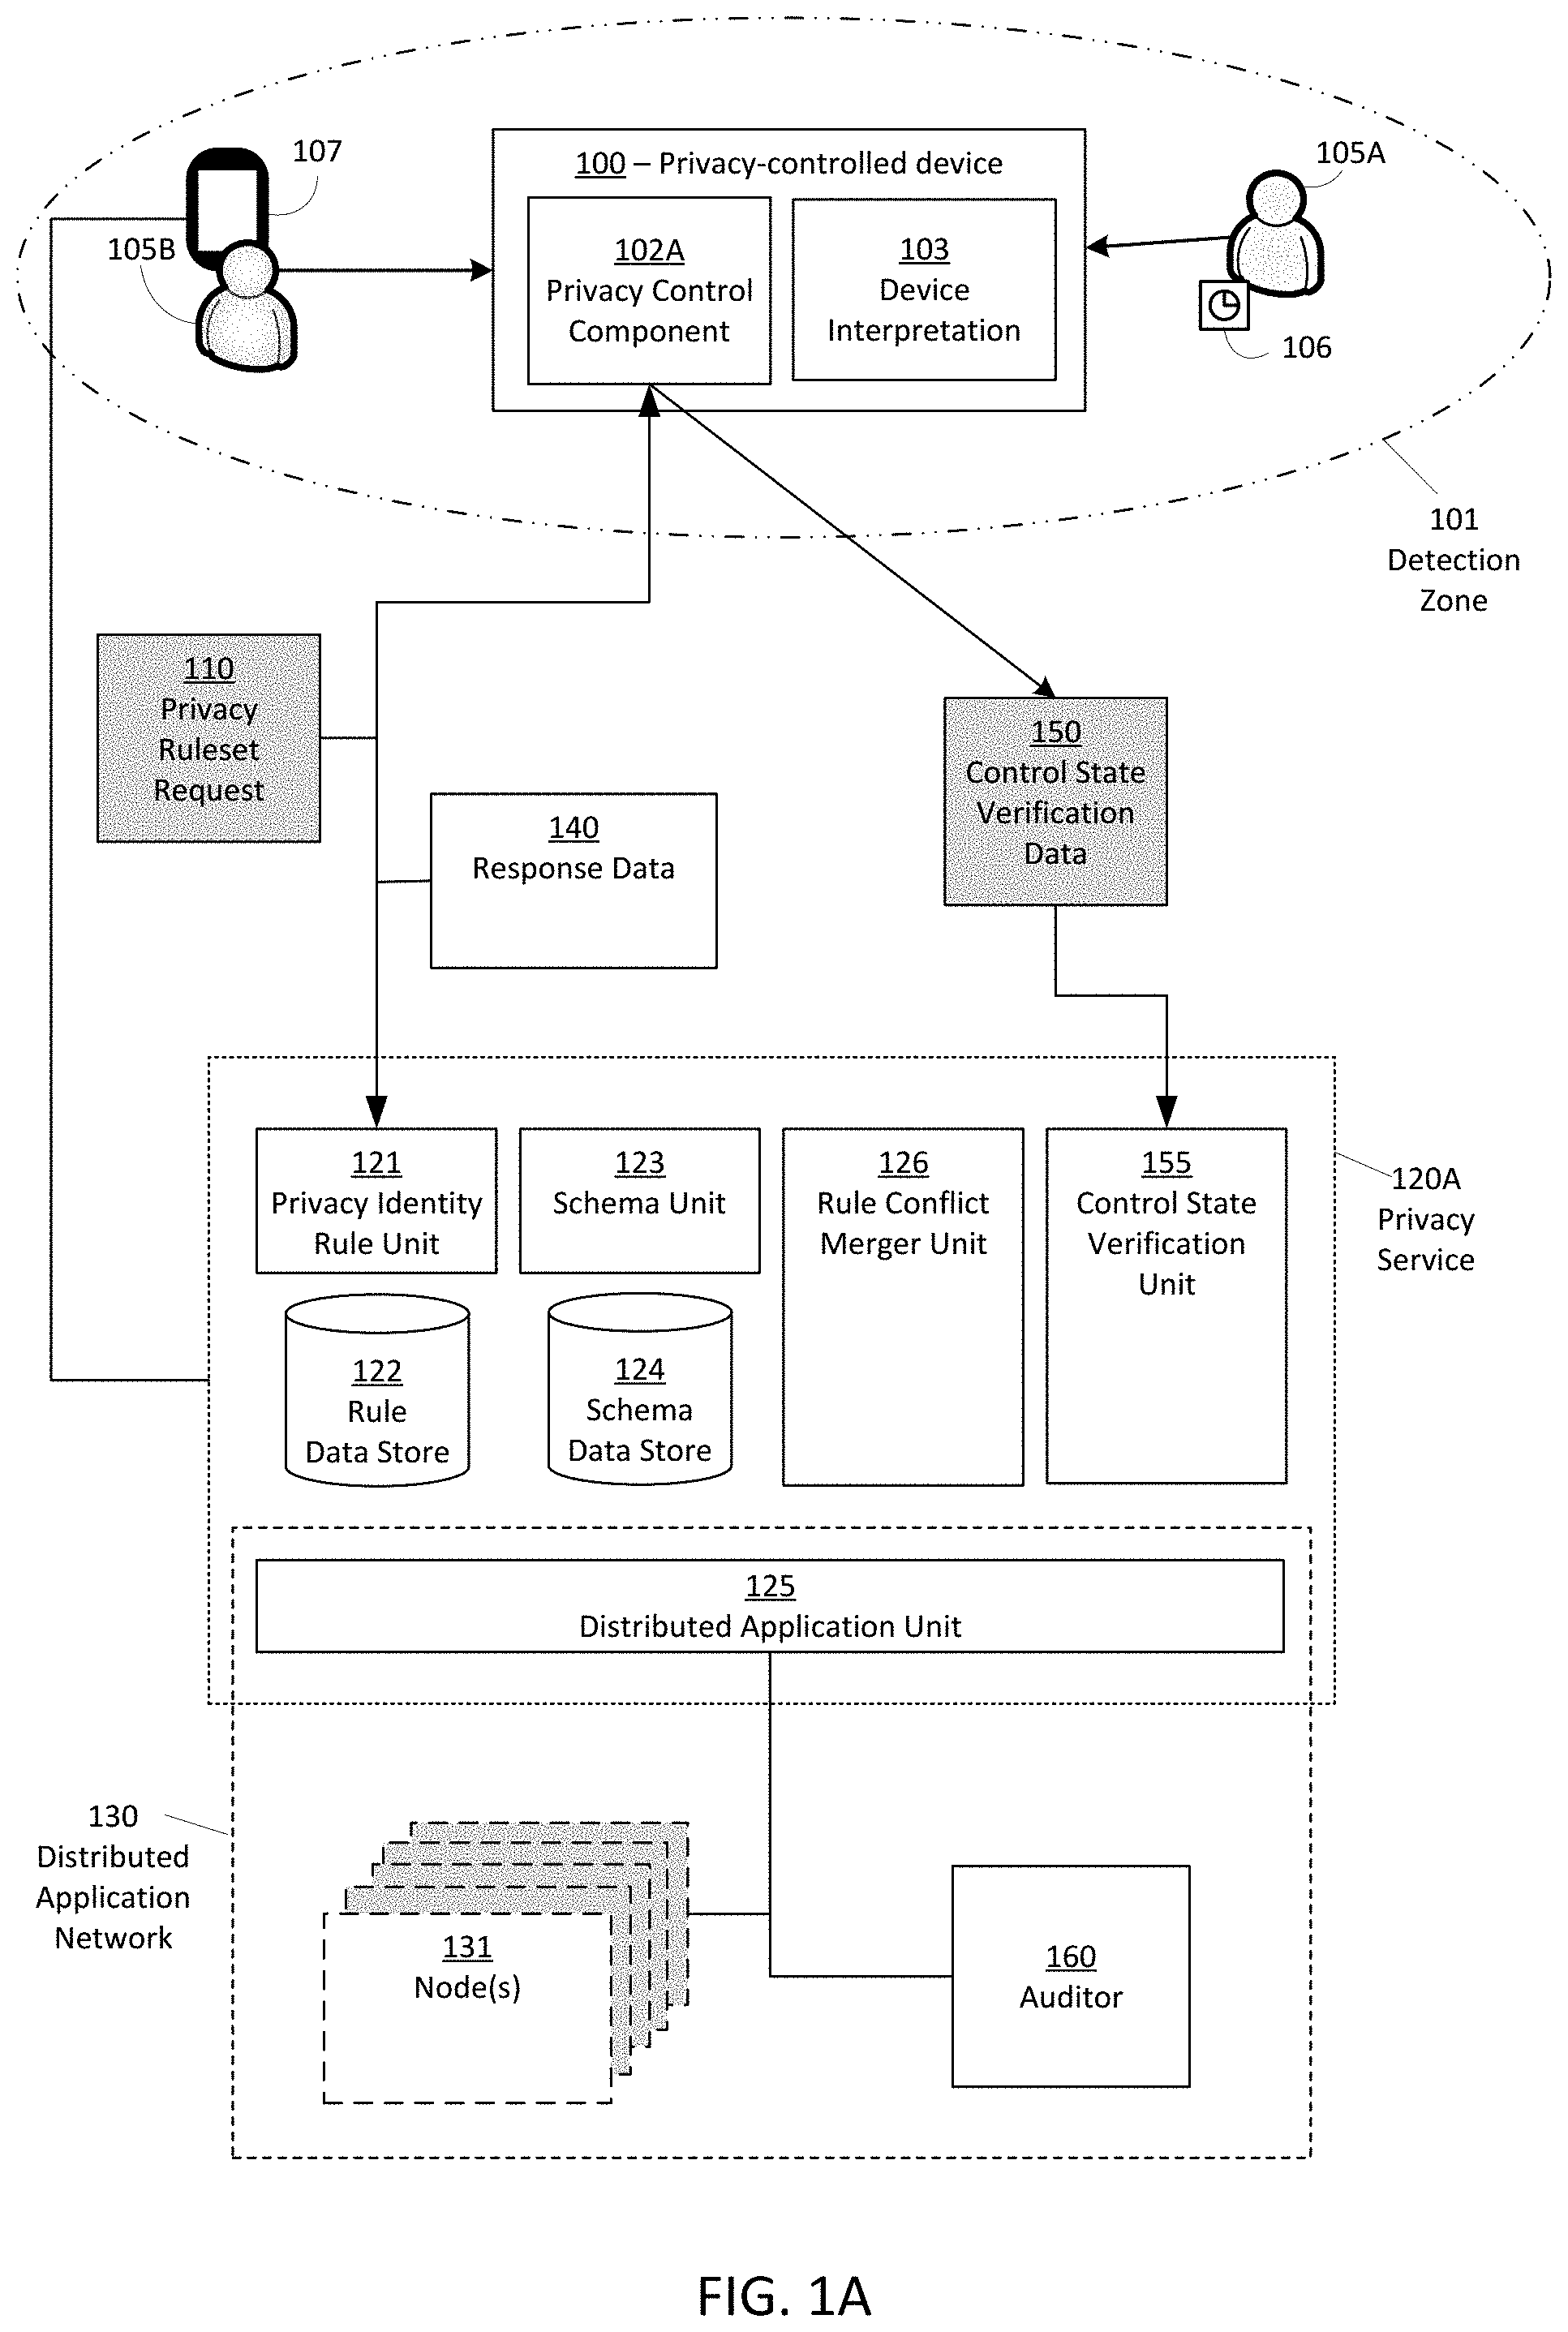 107
105B
100 – Privacy-controlled device
102A
Privacy Control
Component
103
Device
Interpretation
105A
106
101
Detection
Zone
110
Privacy
Ruleset
Request
140
Response Data
150
Control State
Verification
Data
121
Privacy Identity
Rule Unit
123
Schema Unit
126
Rule Conflict
Merger Unit
155
Control State
Verification
Unit
120A
Privacy
Service
122
Rule
Data Store
124
Schema
Data Store
125
Distributed Application Unit
130
Distributed
Application
Network
131
Node(s)
160
Auditor
FIG. 1A